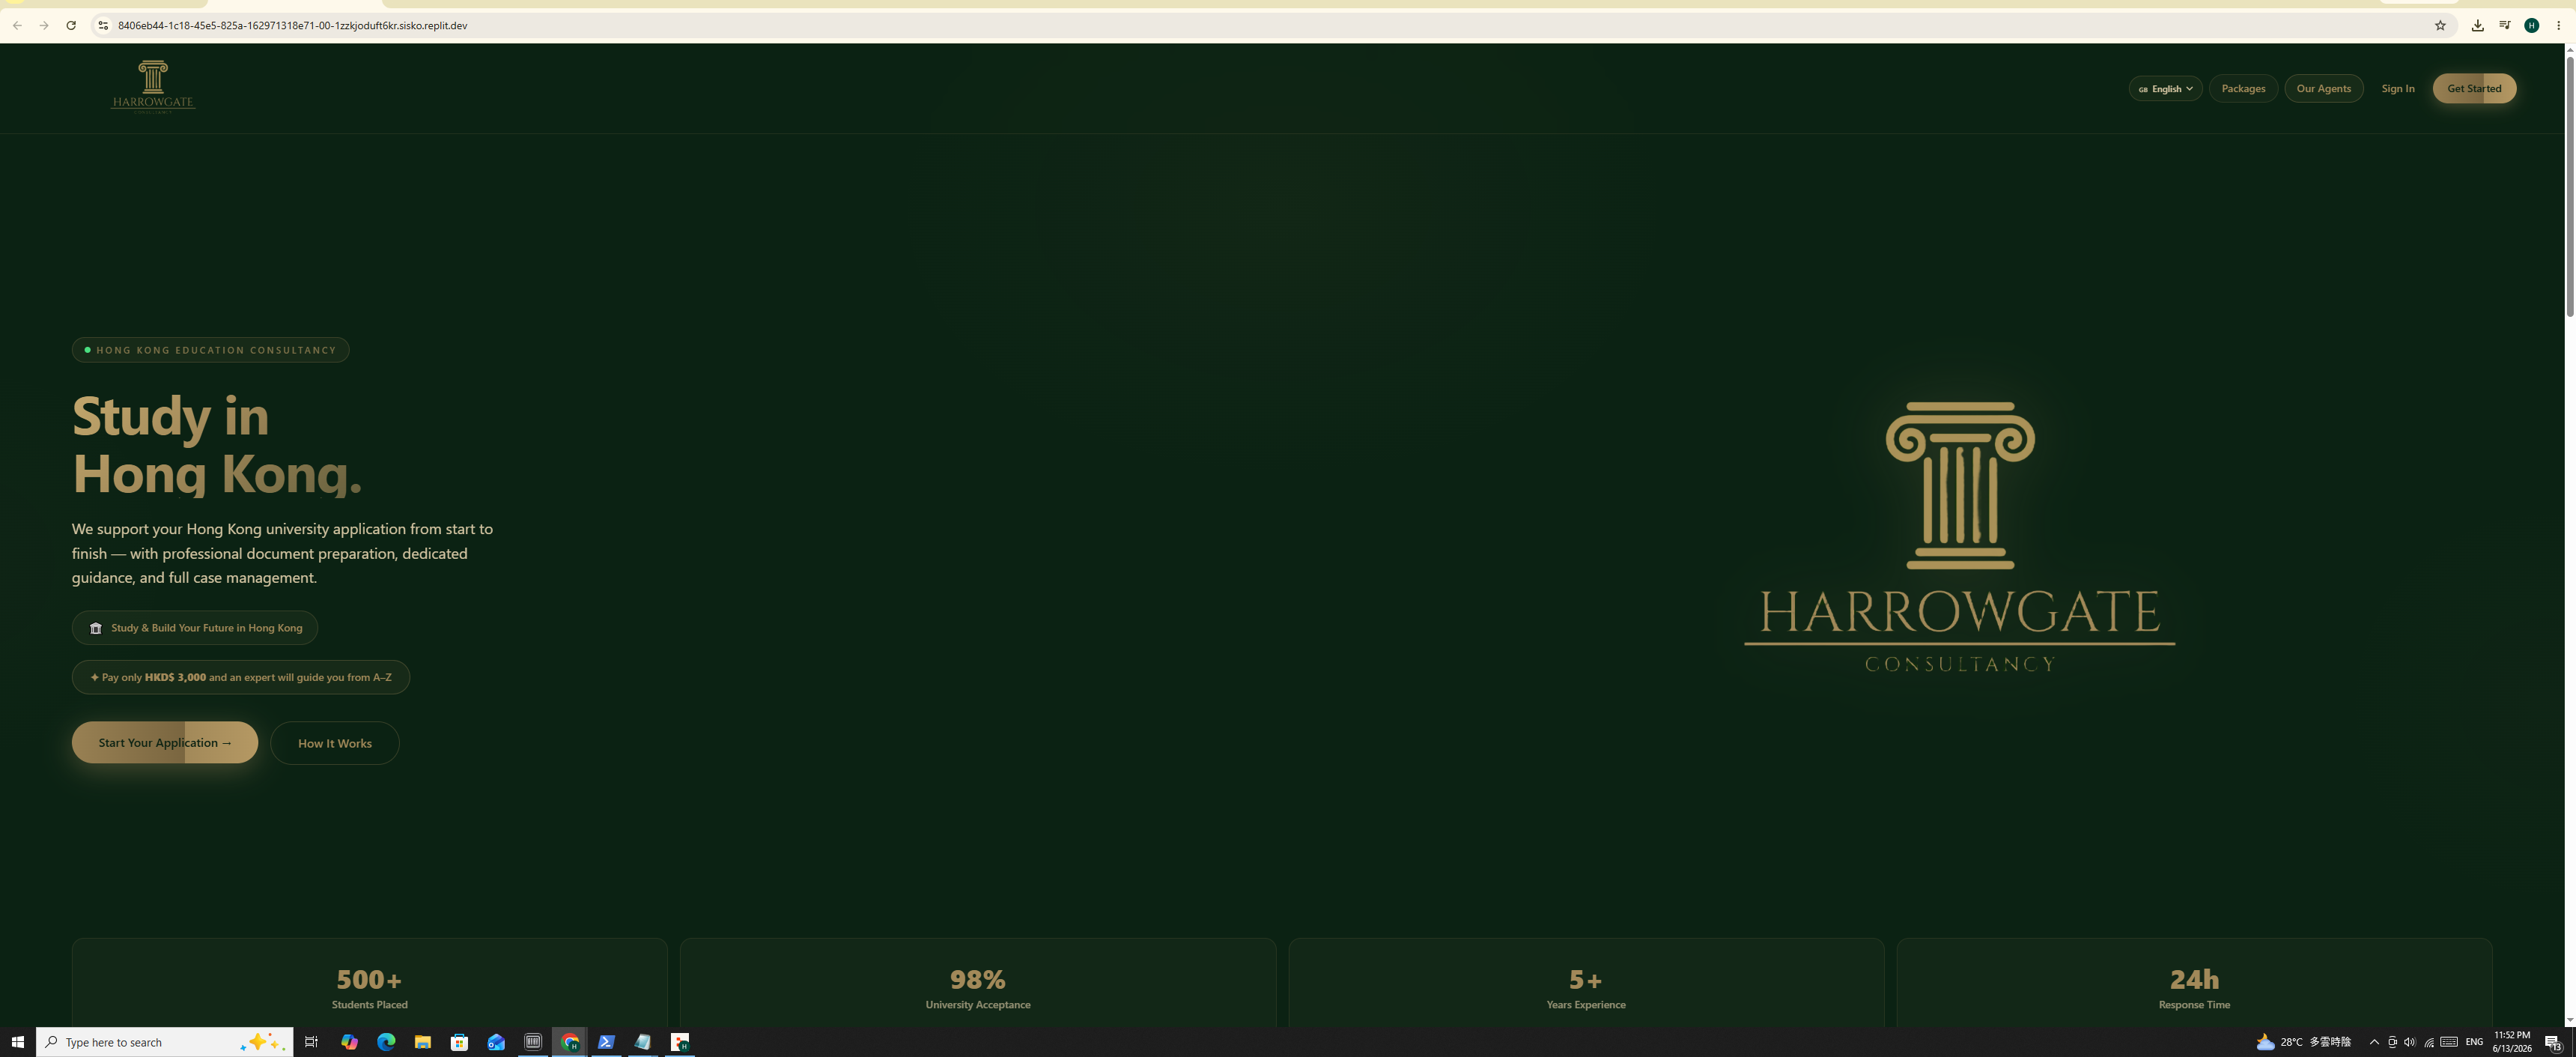 8406eb44-1c18-45e5-825a-162971318e71-00-1zzkjoduft6kr.sisko.replit.dev
H
HARROWGATE
CONSULTANCY
GB English
Packages
Our Agents
Sign In
Get Started
HONG KONG EDUCATION CONSULTANCY
Study in
Hong Kong.
We support your Hong Kong university application from start to
finish — with professional document preparation, dedicated
guidance, and full case management.
Study & Build Your Future in Hong Kong
✦ Pay only HKD$ 3,000 and an expert will guide you from A–Z
Start Your Application →
How It Works
HARROWGATE
CONSULTANCY
500+
Students Placed
98%
University Acceptance
5+
Years Experience
24h
Response Time
Type here to search
28°C 多雲時陰
ENG
11:52 PM
6/13/2026
13